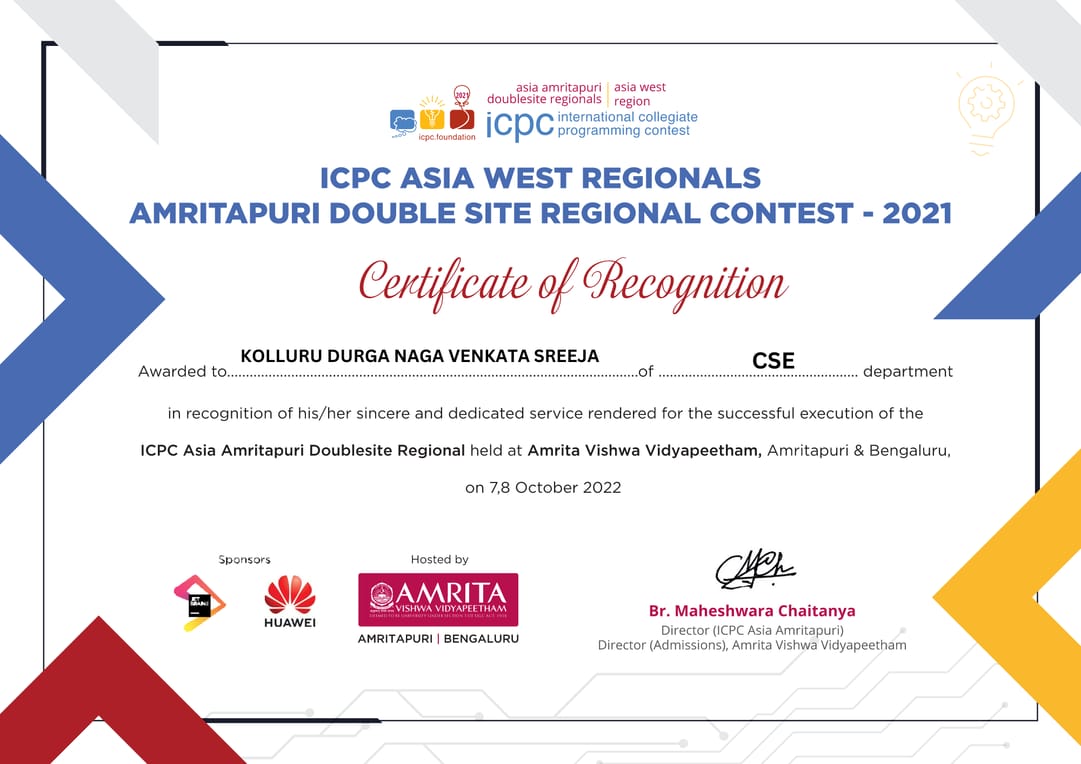 2021
icpc.foundation
asia amritapuri doublesite regionals
asia west region
icpc international collegiate programming contest
ICPC ASIA WEST REGIONALS
AMRITAPURI DOUBLE SITE REGIONAL CONTEST - 2021
Certificate of Recognition
Awarded to KOLLURU DURGA NAGA VENKATA SREEJA of CSE department
in recognition of his/her sincere and dedicated service rendered for the successful execution of the
ICPC Asia Amritapuri Doublesite Regional held at Amrita Vishwa Vidyapeetham, Amritapuri & Bengaluru,
on 7,8 October 2022
Sponsors
JET BRAINS
HUAWEI
Hosted by
AMRITA
VISHWA VIDYAPEETHAM
AMRITAPURI | BENGALURU
Br. Maheshwara Chaitanya
Director (ICPC Asia Amritapuri)
Director (Admissions), Amrita Vishwa Vidyapeetham